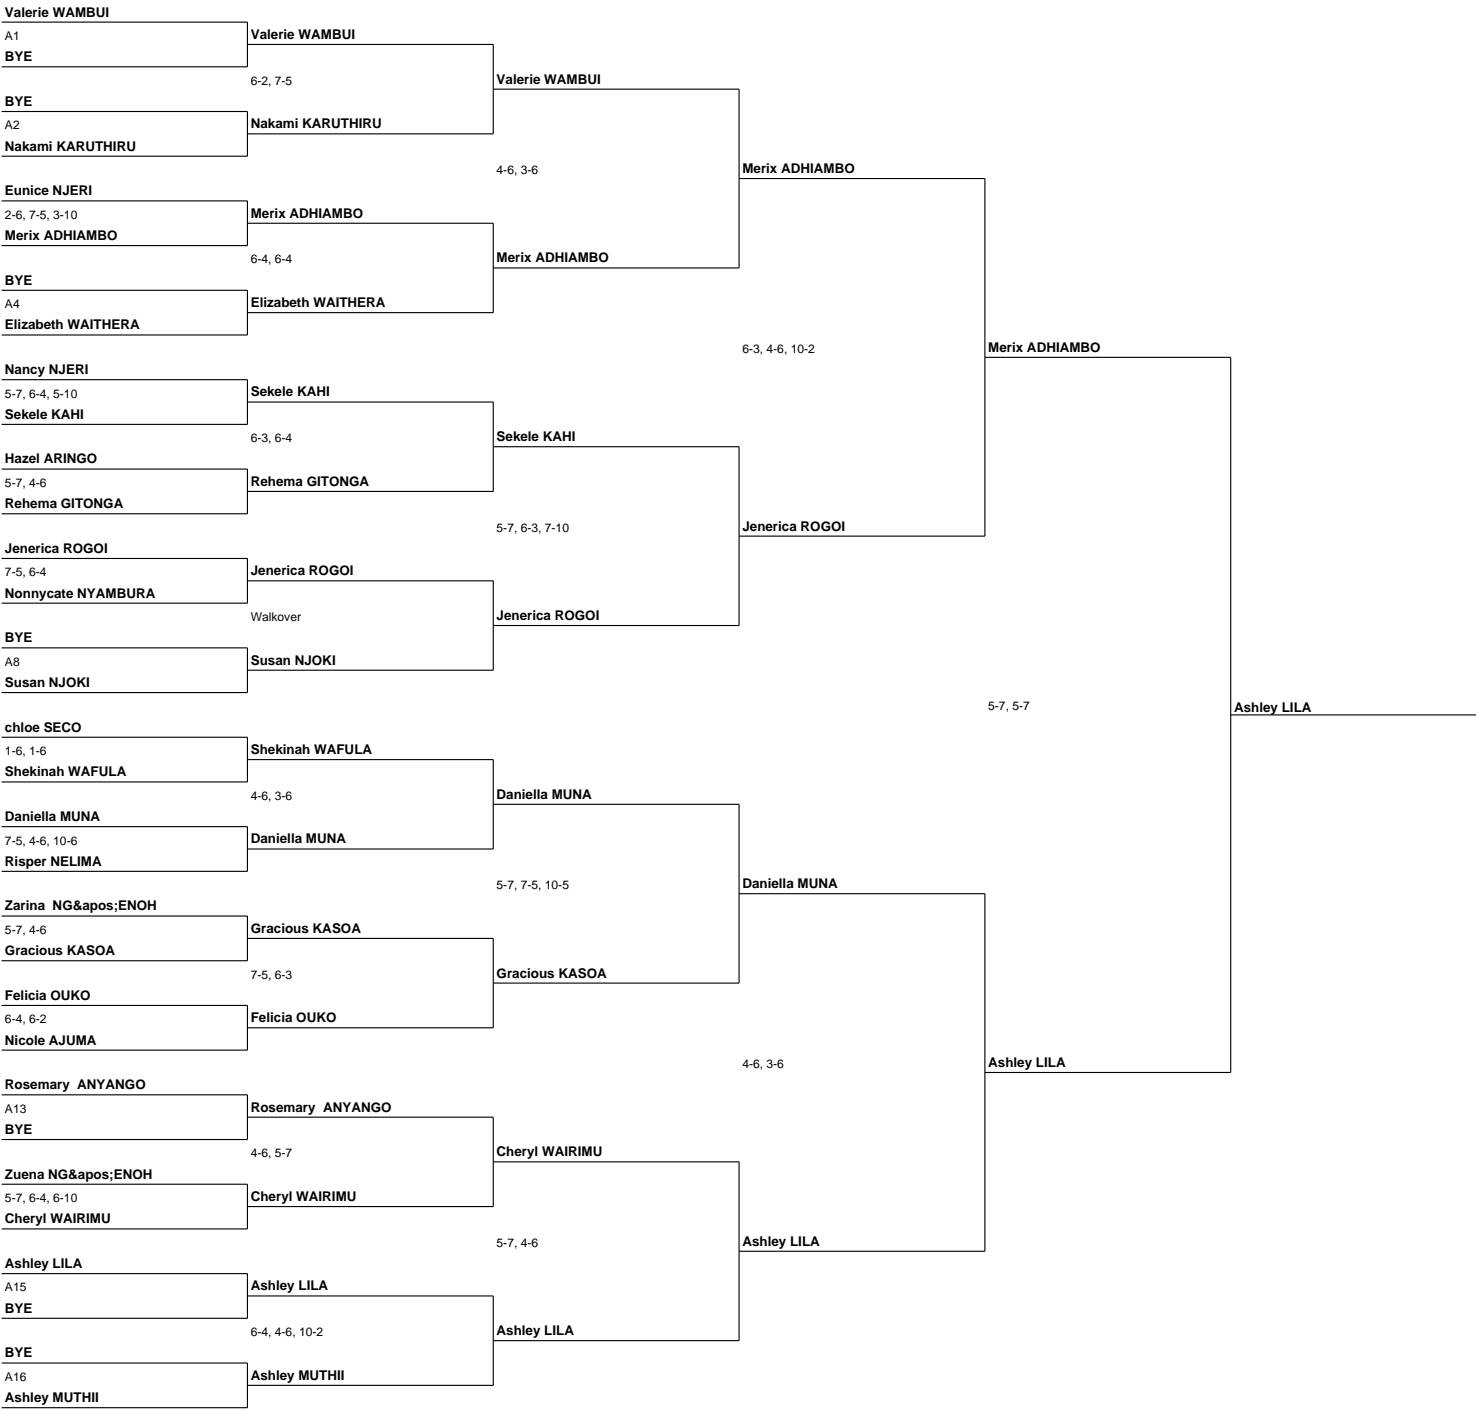 Valerie WAMBUI
A1
BYE
BYE
A2
Nakami KARUTHIRU
Eunice NJERI
2-6, 7-5, 3-10
Merix ADHIAMBO
BYE
A4
Elizabeth WAITHERA
Nancy NJERI
5-7, 6-4, 5-10
Sekele KAHI
Hazel ARINGO
5-7, 4-6
Rehema GITONGA
Jenerica ROGOI
7-5, 6-4
Nonnycate NYAMBURA
BYE
A8
Susan NJOKI
chloe SECO
1-6, 1-6
Shekinah WAFULA
Daniella MUNA
7-5, 4-6, 10-6
Risper NELIMA
Zarina  NG&apos;ENOH
5-7, 4-6
Gracious KASOA
Felicia OUKO
6-4, 6-2
Nicole AJUMA
Rosemary  ANYANGO
A13
BYE
Zuena NG&apos;ENOH
5-7, 6-4, 6-10
Cheryl WAIRIMU
Ashley LILA
A15
BYE
BYE
A16
Ashley MUTHII
Valerie WAMBUI
6-2, 7-5
Nakami KARUTHIRU
Merix ADHIAMBO
6-4, 6-4
Elizabeth WAITHERA
Sekele KAHI
6-3, 6-4
Rehema GITONGA
Jenerica ROGOI
Walkover
Susan NJOKI
Shekinah WAFULA
4-6, 3-6
Daniella MUNA
Gracious KASOA
7-5, 6-3
Felicia OUKO
Rosemary  ANYANGO
4-6, 5-7
Cheryl WAIRIMU
Ashley LILA
6-4, 4-6, 10-2
Ashley MUTHII
Valerie WAMBUI
4-6, 3-6
Merix ADHIAMBO
Sekele KAHI
5-7, 6-3, 7-10
Jenerica ROGOI
Daniella MUNA
5-7, 7-5, 10-5
Gracious KASOA
Cheryl WAIRIMU
5-7, 4-6
Ashley LILA
Merix ADHIAMBO
6-3, 4-6, 10-2
Jenerica ROGOI
Daniella MUNA
4-6, 3-6
Ashley LILA
Merix ADHIAMBO
5-7, 5-7
Ashley LILA
Ashley LILA